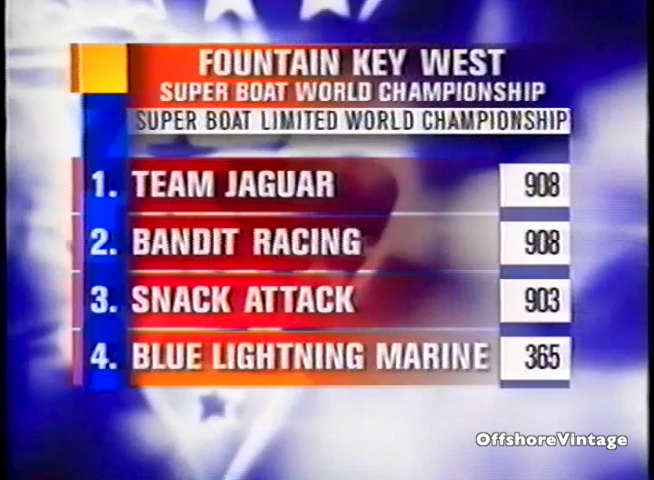 FOUNTAIN KEY WEST
SUPER BOAT WORLD CHAMPIONSHIP
SUPER BOAT LIMITED WORLD CHAMPIONSHIP
1. TEAM JAGUAR 908
2. BANDIT RACING 908
3. SNACK ATTACK 903
4. BLUE LIGHTNING MARINE 365
OffshoreVintage